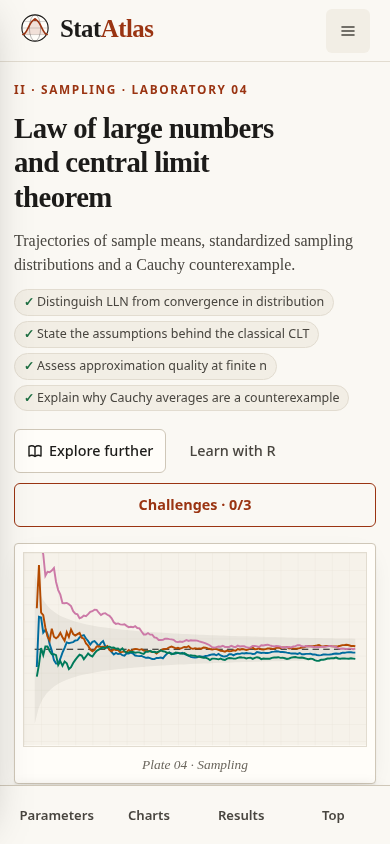 StatAtlas
II · SAMPLING · LABORATORY 04
Law of large numbers
and central limit
theorem
Trajectories of sample means, standardized sampling
distributions and a Cauchy counterexample.
✓ Distinguish LLN from convergence in distribution
✓ State the assumptions behind the classical CLT
✓ Assess approximation quality at finite n
✓ Explain why Cauchy averages are a counterexample
Explore further
Learn with R
Challenges · 0/3
Plate 04 · Sampling
Parameters
Charts
Results
Top